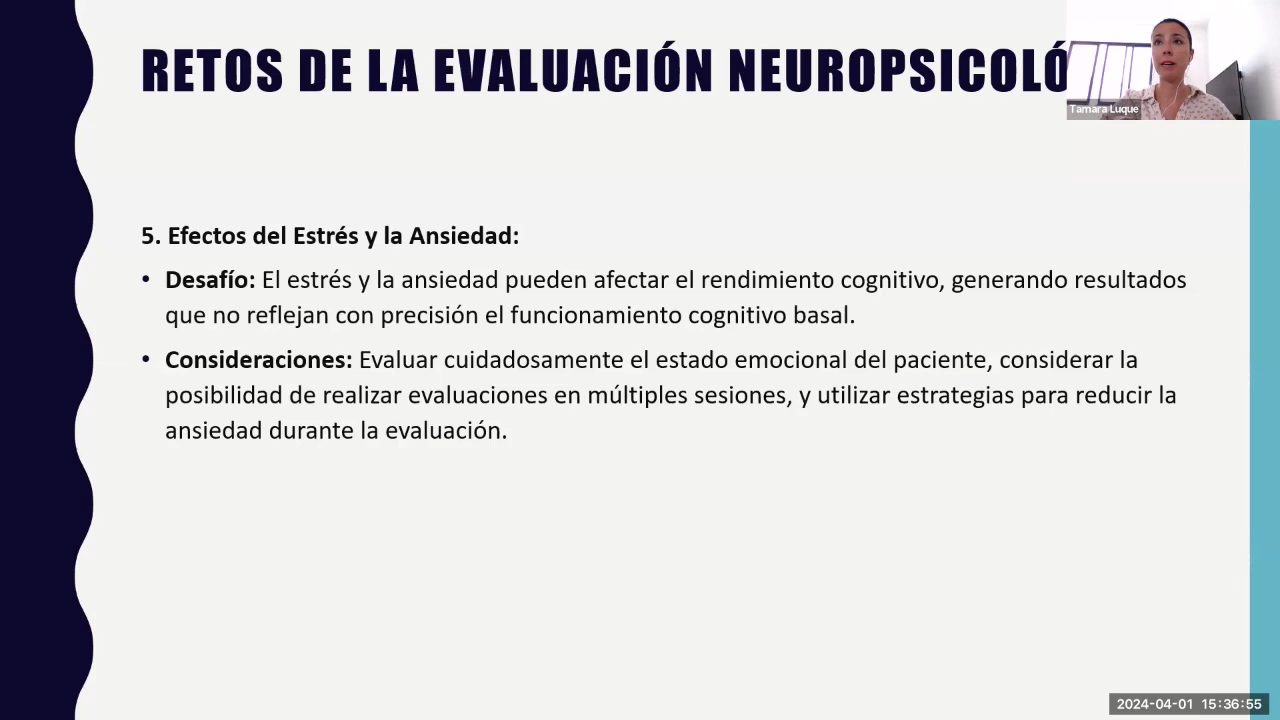 RETOS DE LA EVALUACIÓN NEUROPSICOLÓ
Tamara Luque
5. Efectos del Estrés y la Ansiedad:
• Desafío: El estrés y la ansiedad pueden afectar el rendimiento cognitivo, generando resultados
que no reflejan con precisión el funcionamiento cognitivo basal.
• Consideraciones: Evaluar cuidadosamente el estado emocional del paciente, considerar la
posibilidad de realizar evaluaciones en múltiples sesiones, y utilizar estrategias para reducir la
ansiedad durante la evaluación.
2024-04-01 15:36:55